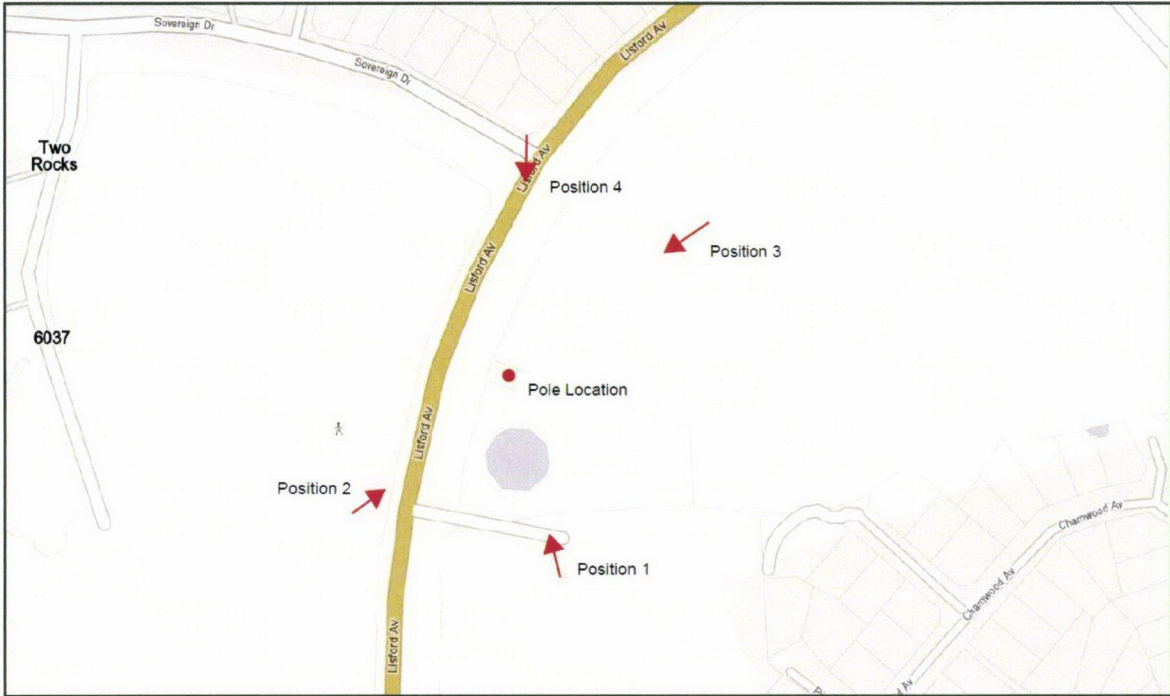 Sovereign Dr
Sovereign Dr
Lisford Av
Two
Rocks
Lisford Av
Position 4
Position 3
Lisford Av
6037
Pole Location
Lisford Av
Position 2
Charnwood Av
Position 1
Charnwood Av
Lisford Av